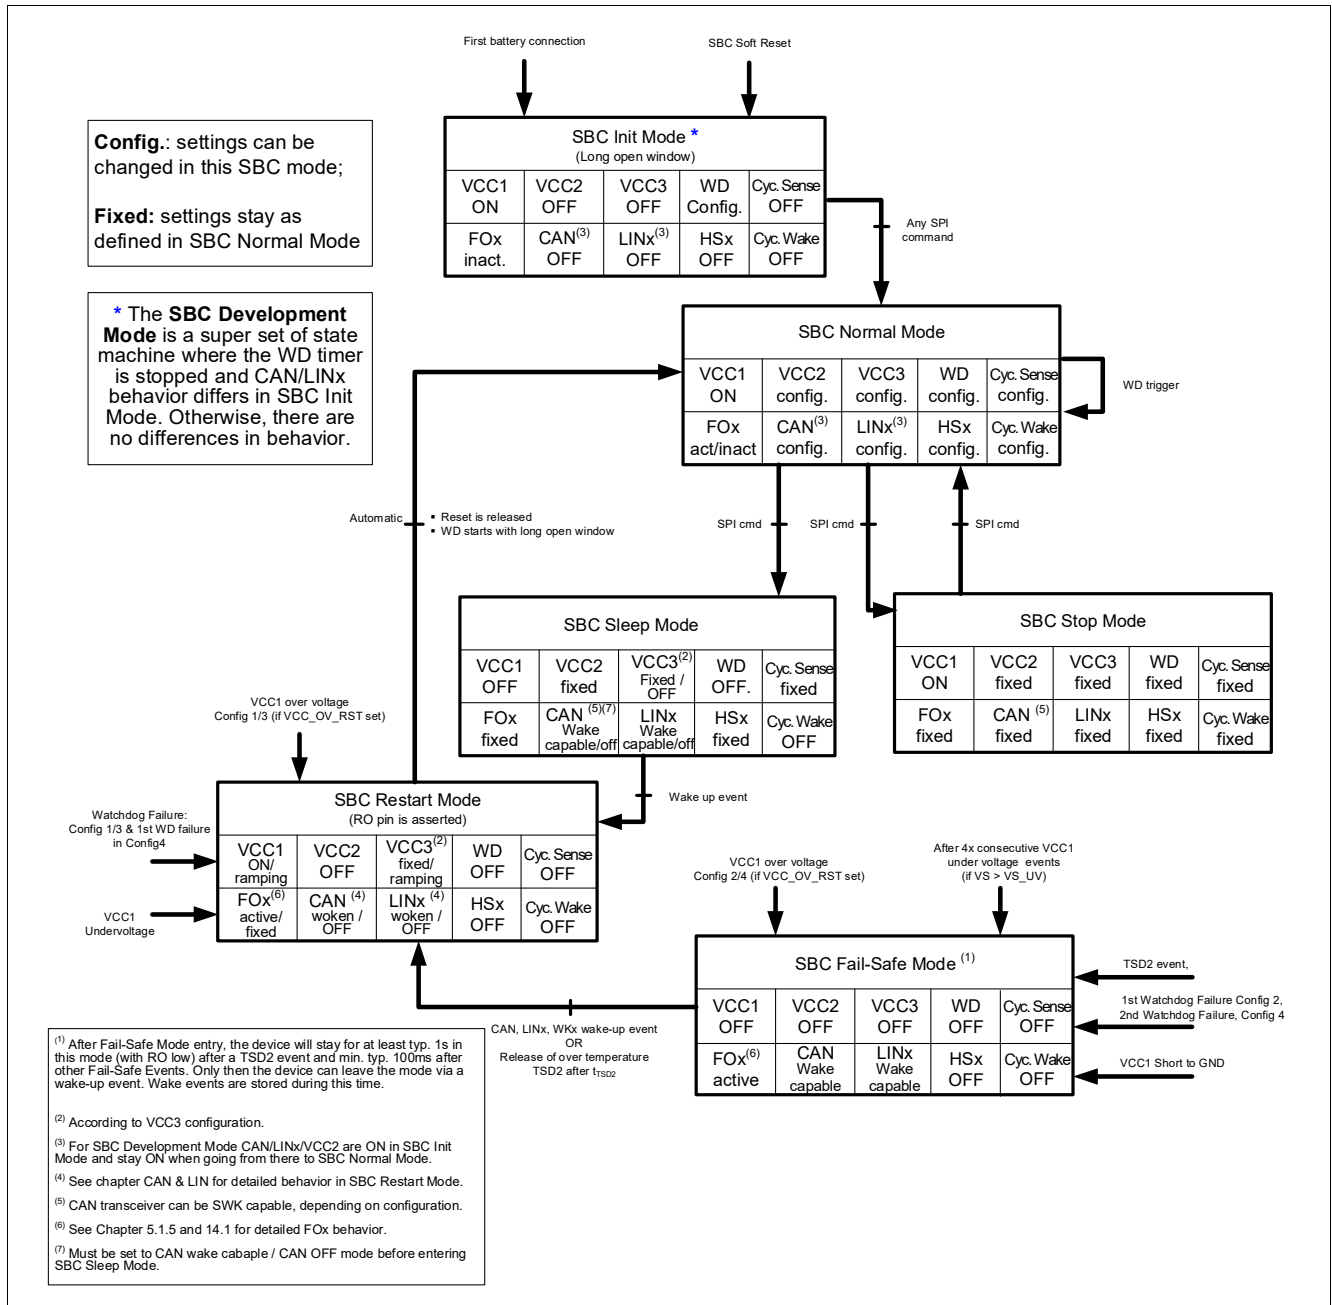 First battery connection
SBC Soft Reset
Config.: settings can be
changed in this SBC mode;
Fixed: settings stay as
defined in SBC Normal Mode
* The SBC Development
Mode is a super set of state
machine where the WD timer
is stopped and CAN/LINx
behavior differs in SBC Init
Mode. Otherwise, there are
no differences in behavior.
SBC Init Mode *
(Long open window)
VCC1
ON
VCC2
OFF
VCC3
OFF
WD
Config.
Cyc. Sense
OFF
FOx
inact.
CAN(3)
OFF
LINx(3)
OFF
HSx
OFF
Cyc. Wake
OFF
Any SPI
command
SBC Normal Mode
VCC1
ON
VCC2
config.
VCC3
config.
WD
config.
Cyc. Sense
config.
FOx
act/inact
CAN(3)
config.
LINx(3)
config.
HSx
config.
Cyc. Wake
config.
WD trigger
Automatic
▪ Reset is released
▪ WD starts with long open window
SPI cmd
SPI cmd
SPI cmd
SBC Sleep Mode
VCC1
OFF
VCC2
fixed
VCC3(2)
Fixed /
OFF
WD
OFF.
Cyc. Sense
fixed
FOx
fixed
CAN (5)(7)
Wake
capable/off
LINx
Wake
capable/off
HSx
fixed
Cyc. Wake
OFF
SBC Stop Mode
VCC1
ON
VCC2
fixed
VCC3
fixed
WD
fixed
Cyc. Sense
fixed
FOx
fixed
CAN (5)
fixed
LINx
fixed
HSx
fixed
Cyc. Wake
fixed
VCC1 over voltage
Config 1/3 (if VCC_OV_RST set)
Wake up event
Watchdog Failure:
Config 1/3 & 1st WD failure
in Config4
VCC1
Undervoltage
SBC Restart Mode
(RO pin is asserted)
VCC1
ON/
ramping
VCC2
OFF
VCC3(2)
fixed/
ramping
WD
OFF
Cyc. Sense
OFF
FOx(6)
active/
fixed
CAN (4)
woken /
OFF
LINx (4)
woken /
OFF
HSx
OFF
Cyc. Wake
OFF
VCC1 over voltage
Config 2/4 (if VCC_OV_RST set)
After 4x consecutive VCC1
under voltage events
(if VS > VS_UV)
SBC Fail-Safe Mode (1)
VCC1
OFF
VCC2
OFF
VCC3
OFF
WD
OFF
Cyc. Sense
OFF
FOx(6)
active
CAN
Wake
capable
LINx
Wake
capable
HSx
OFF
Cyc. Wake
OFF
TSD2 event,
1st Watchdog Failure Config 2,
2nd Watchdog Failure, Config 4
VCC1 Short to GND
CAN, LINx, WKx wake-up event
OR
Release of over temperature
TSD2 after tTSD2
(1) After Fail-Safe Mode entry, the device will stay for at least typ. 1s in
this mode (with RO low) after a TSD2 event and min. typ. 100ms after
other Fail-Safe Events. Only then the device can leave the mode via a
wake-up event. Wake events are stored during this time.
(2) According to VCC3 configuration.
(3) For SBC Development Mode CAN/LINx/VCC2 are ON in SBC Init
Mode and stay ON when going from there to SBC Normal Mode.
(4) See chapter CAN & LIN for detailed behavior in SBC Restart Mode.
(5) CAN transceiver can be SWK capable, depending on configuration.
(6) See Chapter 5.1.5 and 14.1 for detailed FOx behavior.
(7) Must be set to CAN wake cabaple / CAN OFF mode before entering
SBC Sleep Mode.